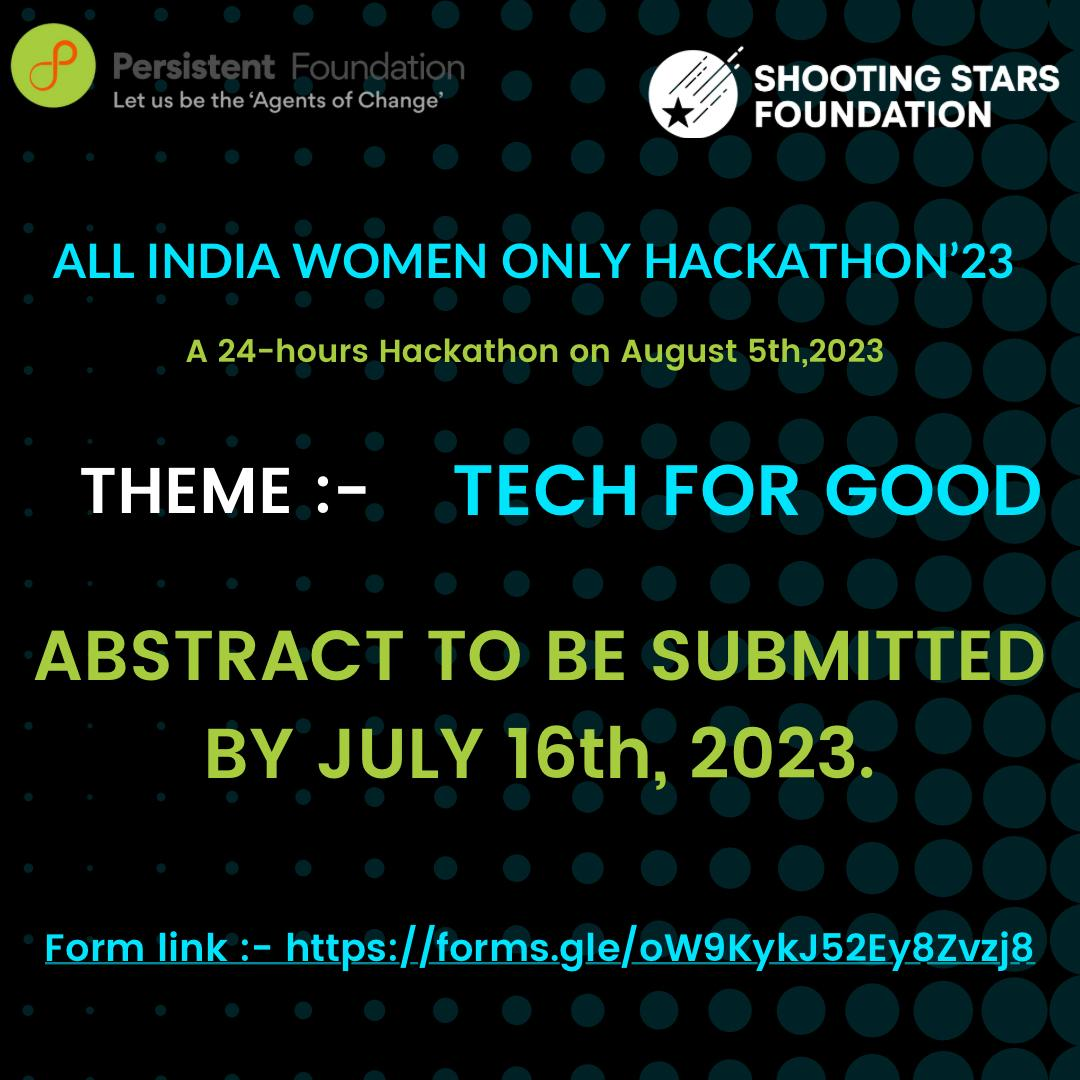 Persistent Foundation
Let us be the ‘Agents of Change’
SHOOTING STARS
FOUNDATION
ALL INDIA WOMEN ONLY HACKATHON’23
A 24-hours Hackathon on August 5th,2023
THEME :- TECH FOR GOOD
ABSTRACT TO BE SUBMITTED
BY JULY 16th, 2023.
Form link :- https://forms.gle/oW9KykJ52Ey8Zvzj8